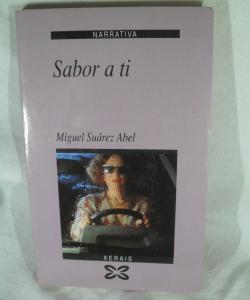 NARRATIVA
Sabor a ti
Miguel Suárez Abel
XERAIS